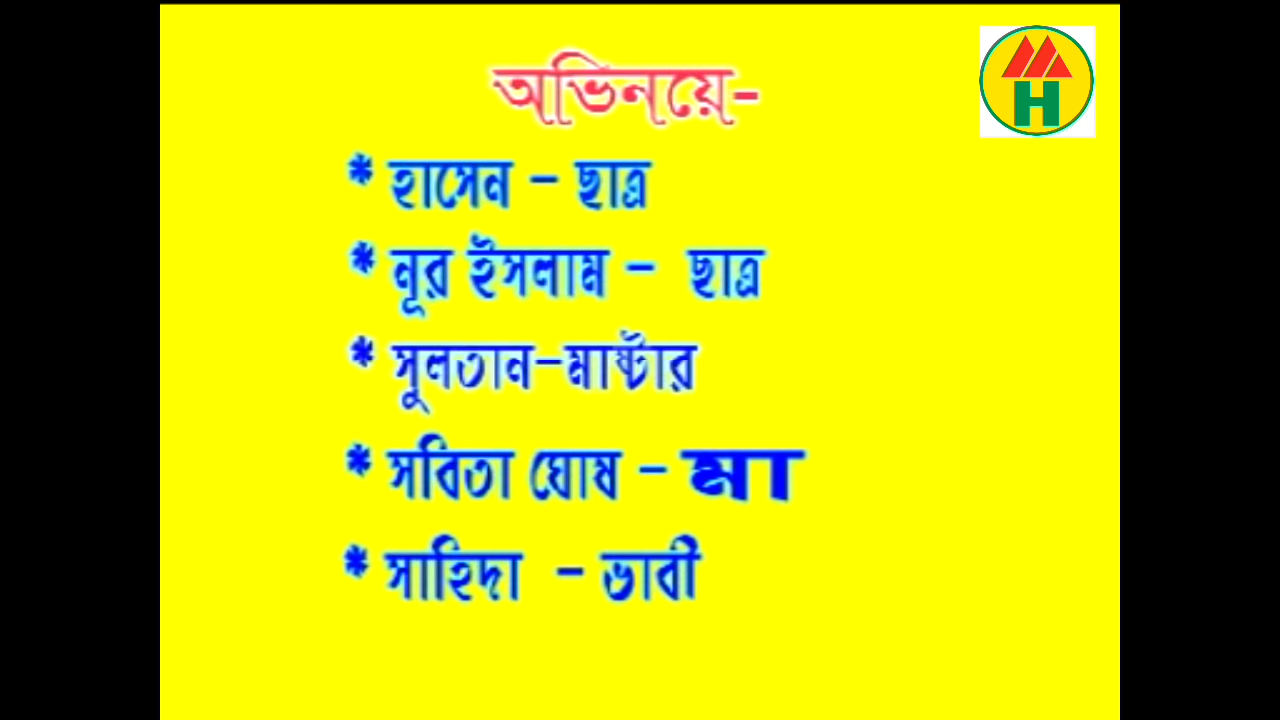 অভিনয়ে-
* হাসেন - ছাত্র
* নূর ইসলাম - ছাত্র
* সুলতান-মাষ্টার
* সবিতা ঘোষ - মা
* সাহিদা - ভাবী
H